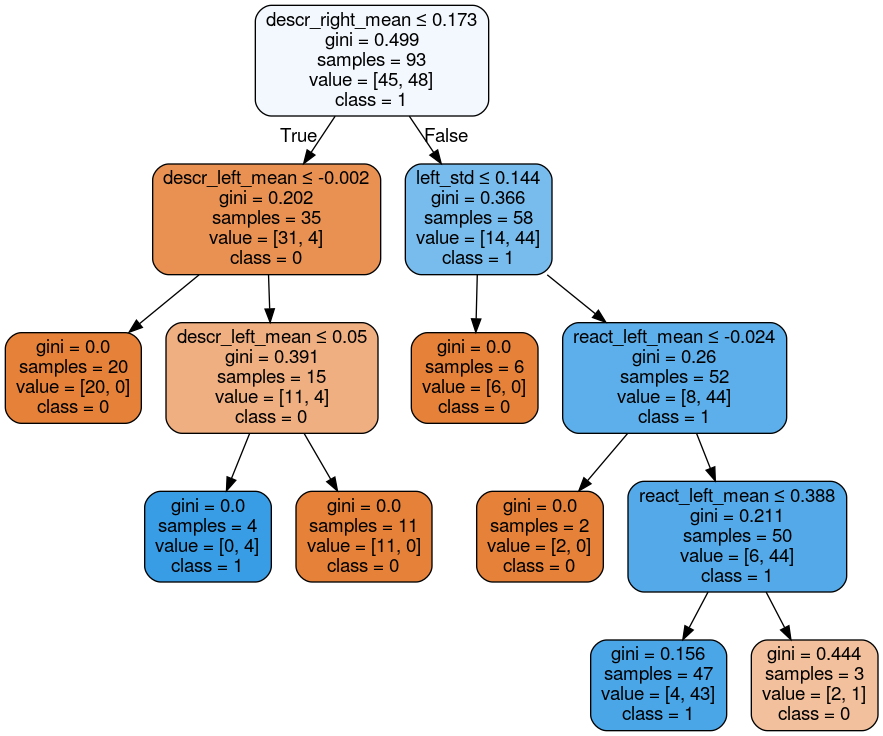 descr_right_mean ≤ 0.173
gini = 0.499
samples = 93
value = [45, 48]
class = 1
True
False
descr_left_mean ≤ -0.002
gini = 0.202
samples = 35
value = [31, 4]
class = 0
left_std ≤ 0.144
gini = 0.366
samples = 58
value = [14, 44]
class = 1
gini = 0.0
samples = 20
value = [20, 0]
class = 0
descr_left_mean ≤ 0.05
gini = 0.391
samples = 15
value = [11, 4]
class = 0
gini = 0.0
samples = 6
value = [6, 0]
class = 0
react_left_mean ≤ -0.024
gini = 0.26
samples = 52
value = [8, 44]
class = 1
gini = 0.0
samples = 4
value = [0, 4]
class = 1
gini = 0.0
samples = 11
value = [11, 0]
class = 0
gini = 0.0
samples = 2
value = [2, 0]
class = 0
react_left_mean ≤ 0.388
gini = 0.211
samples = 50
value = [6, 44]
class = 1
gini = 0.156
samples = 47
value = [4, 43]
class = 1
gini = 0.444
samples = 3
value = [2, 1]
class = 0